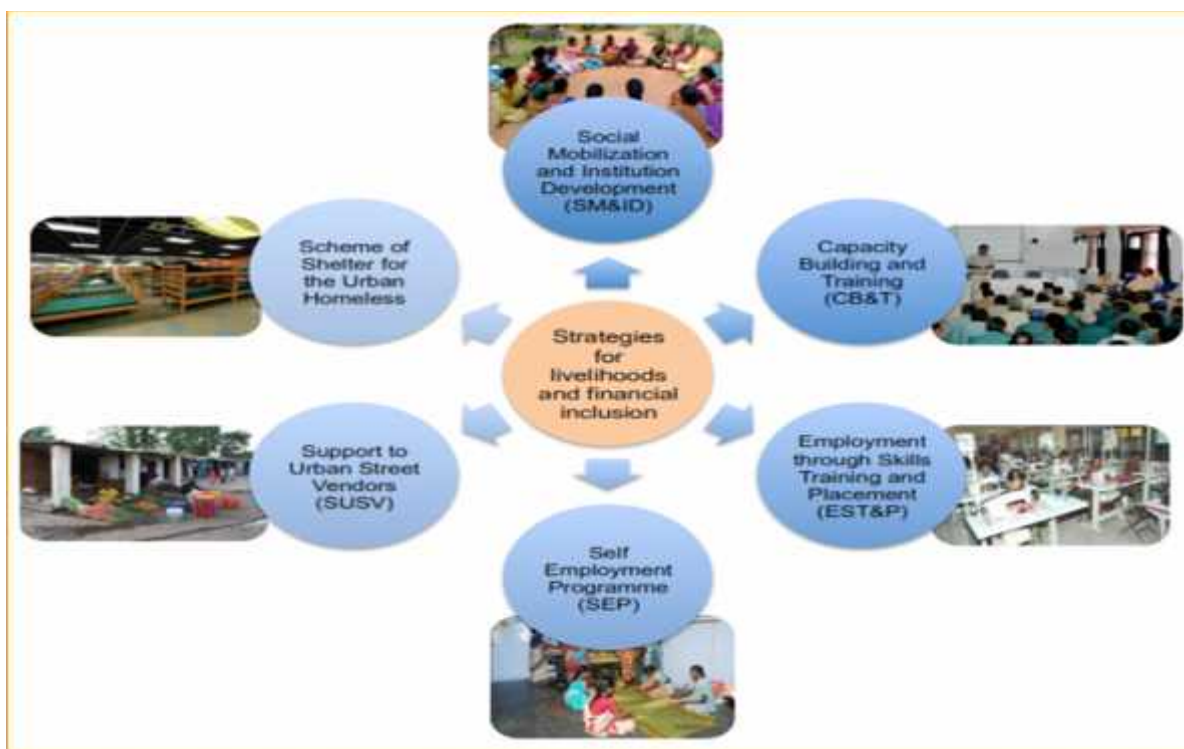 Social
Mobilization
and Institution
Development
(SM&ID)
Scheme of
Shelter for
the Urban
Homeless
Capacity
Building and
Training
(CB&T)
Strategies
for
livelihoods
and financial
inclusion
Support to
Urban Street
Vendors
(SUSV)
Employment
through Skills
Training and
Placement
(EST&P)
Self
Employment
Programme
(SEP)